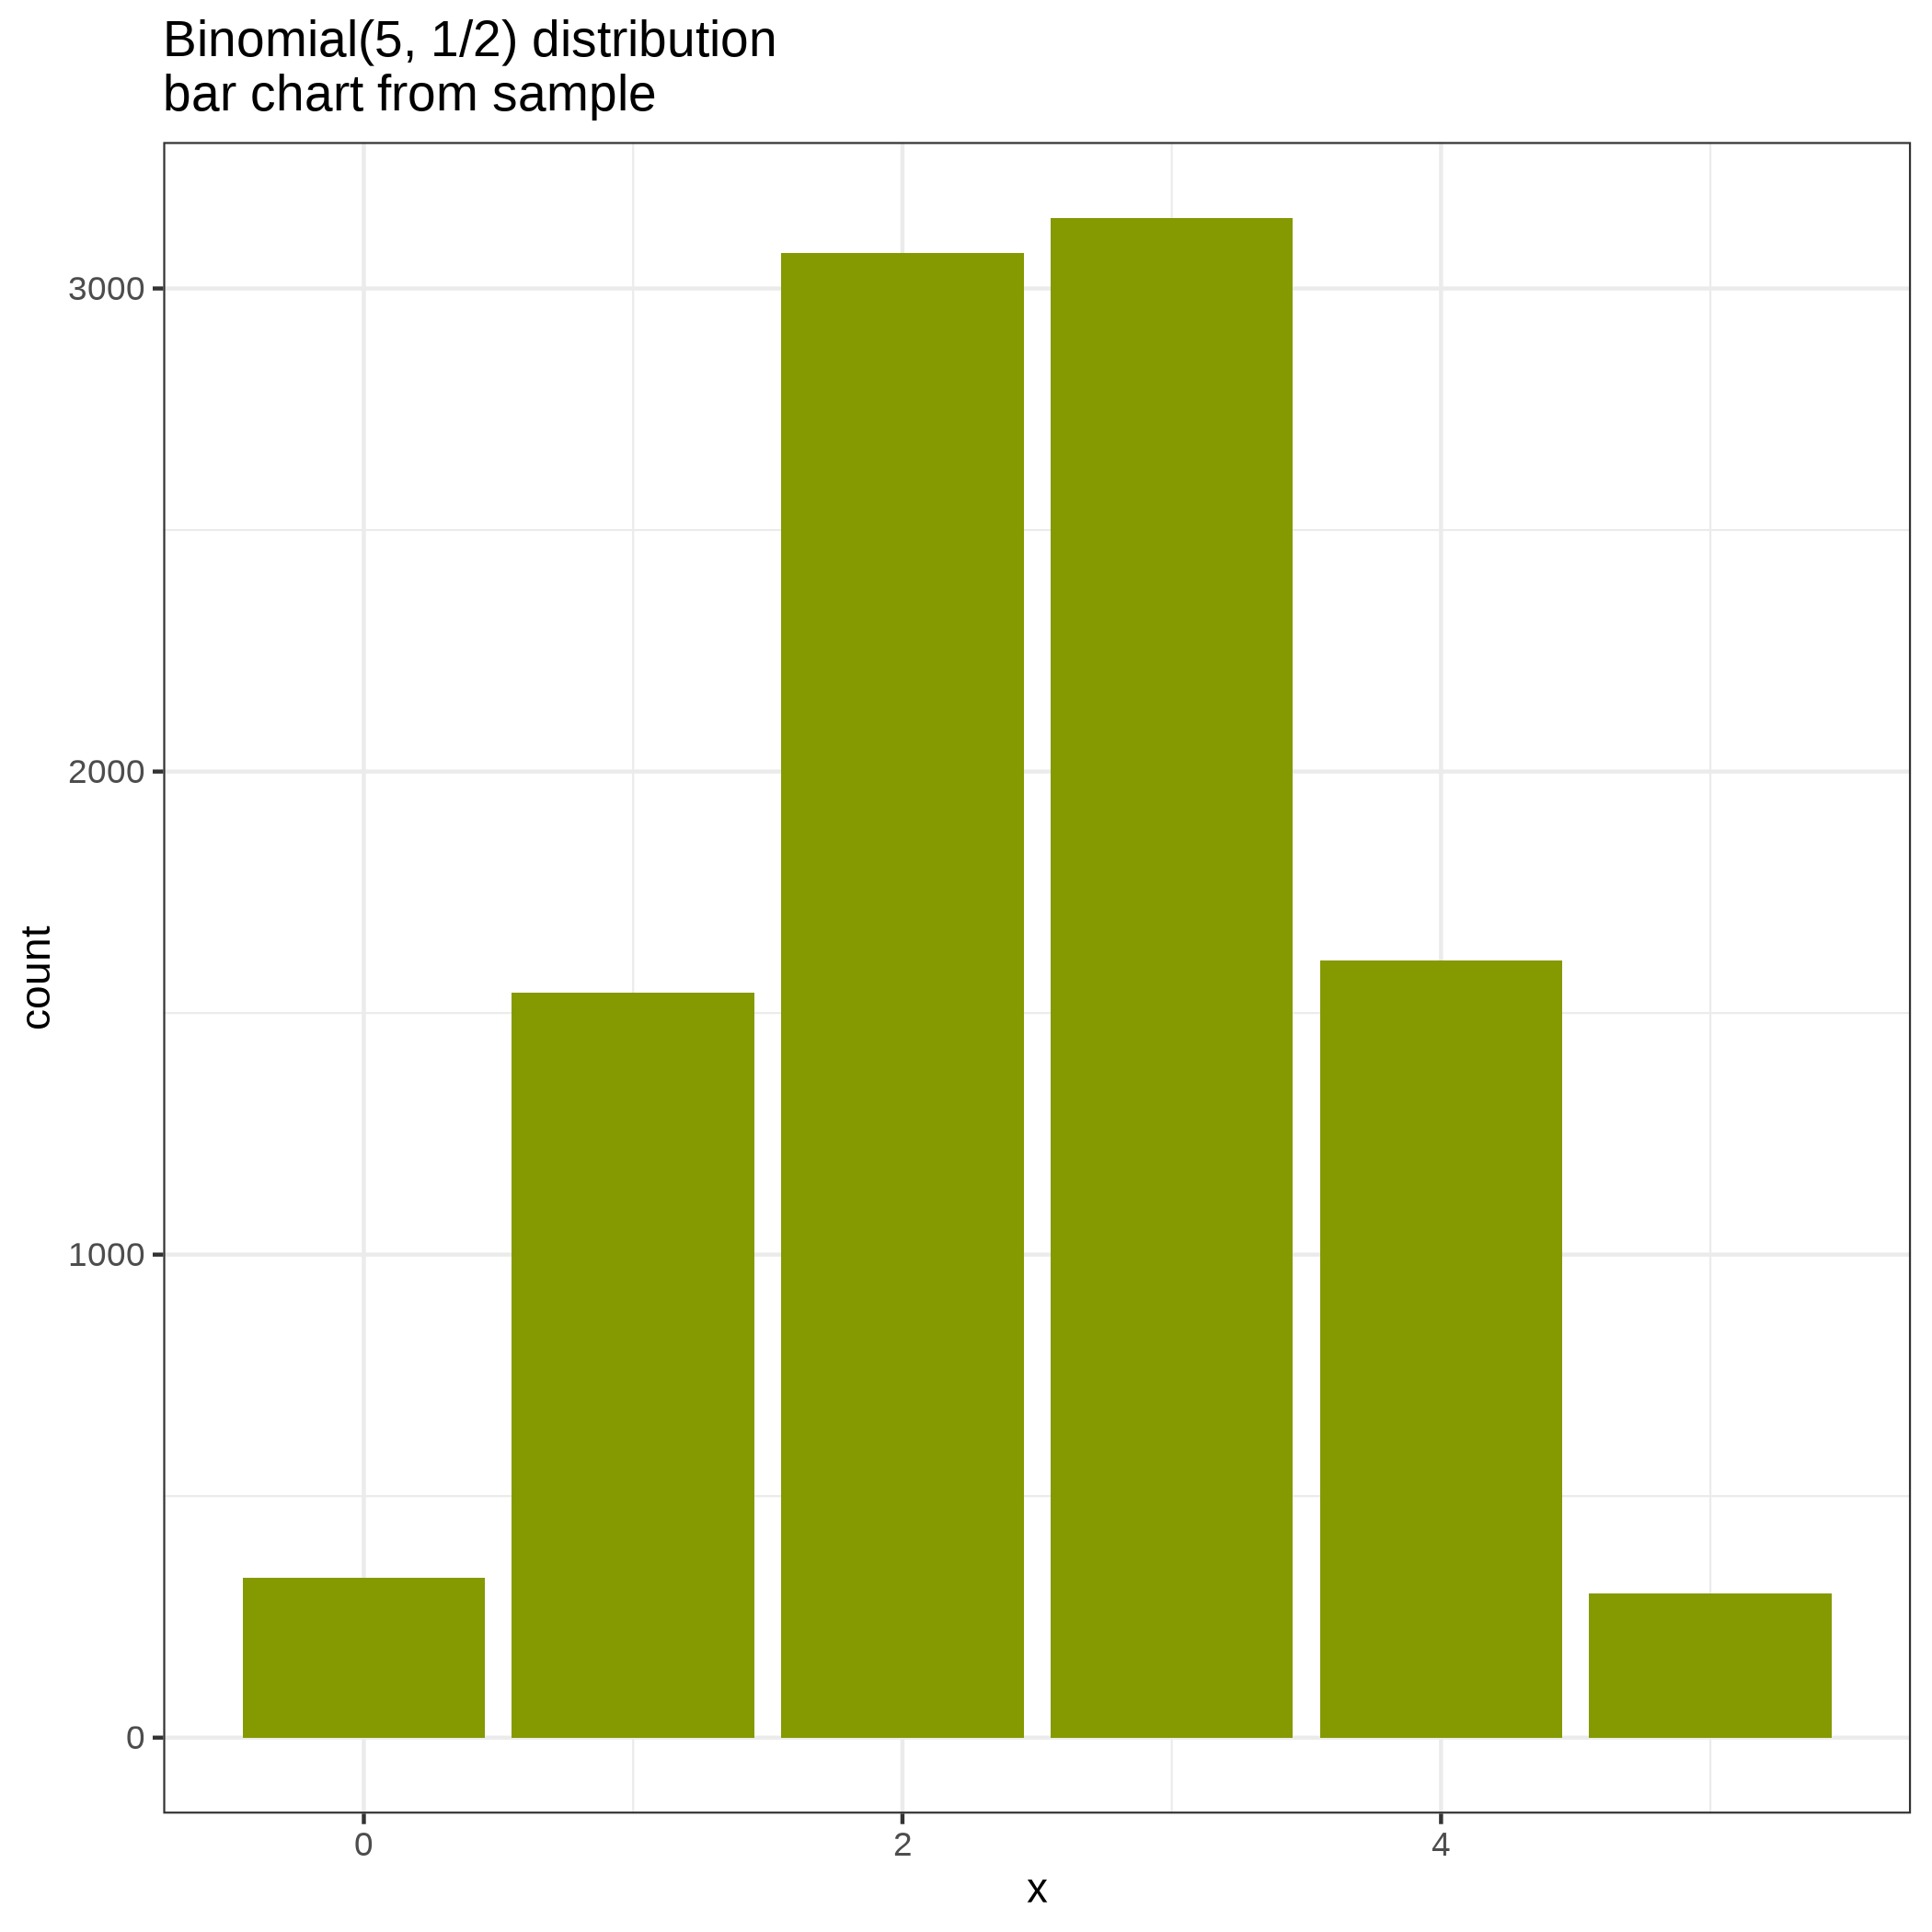 Binomial(5, 1/2) distribution
bar chart from sample
3000
2000
1000
0
count
0 2 4
x